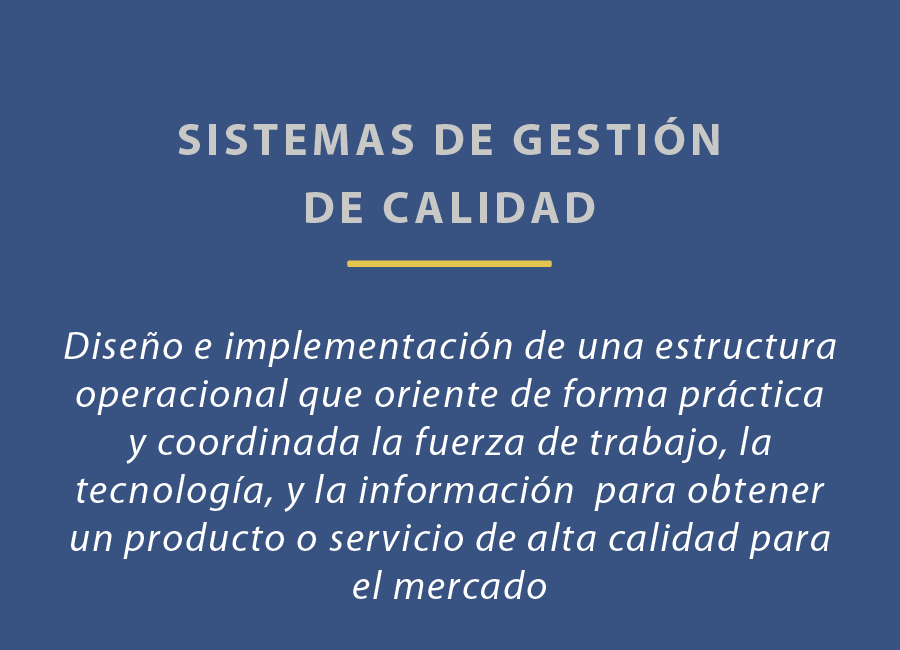 SISTEMAS DE GESTIÓN
DE CALIDAD
Diseño e implementación de una estructura
operacional que oriente de forma práctica
y coordinada la fuerza de trabajo, la
tecnología, y la información  para obtener
un producto o servicio de alta calidad para
el mercado